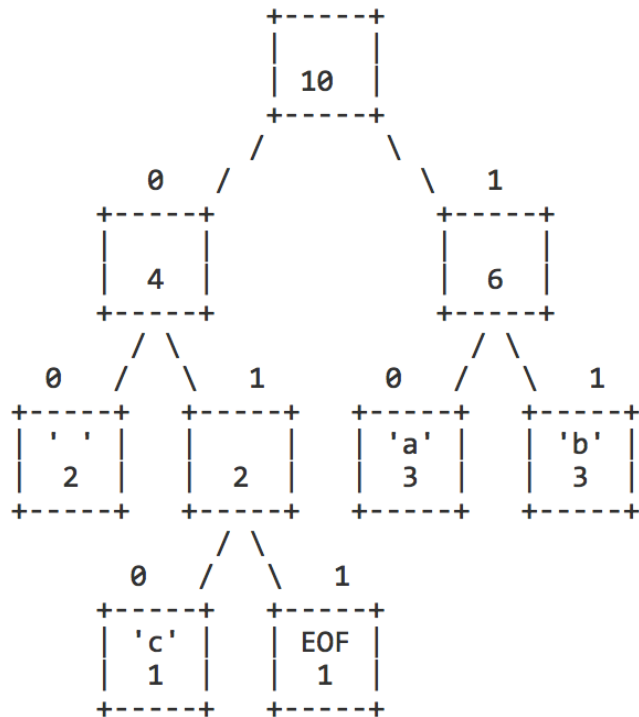 +-----+
|     |
| 10  |
+-----+
/       \
0   /         \   1
+-----+             +-----+
|     |             |     |
|  4  |             |  6  |
+-----+             +-----+
/ \                 / \
0   /   \   1       0   /   \   1
+-----+   +-----+   +-----+   +-----+
| ' ' |   |     |   | 'a' |   | 'b' |
|  2  |   |  2  |   |  3  |   |  3  |
+-----+   +-----+   +-----+   +-----+
/ \
0   /   \   1
+-----+   +-----+
| 'c' |   | EOF |
|  1  |   |  1  |
+-----+   +-----+